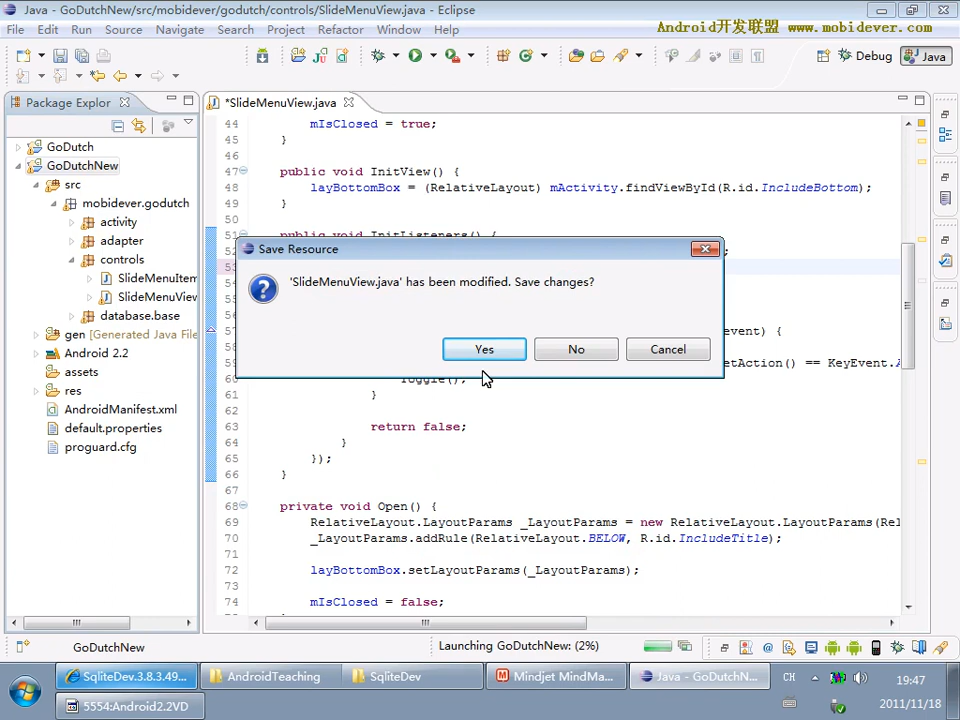 Java - GoDutchNew/src/mobidever/godutch/controls/SlideMenuView.java - Eclipse
File Edit Run Source Navigate Search Project Refactor Window Help
Android开发联盟 www.mobidever.com
Debug
Java
Package Explor
*SlideMenuView.java
GoDutch
GoDutchNew
src
mobidever.godutch
activity
adapter
controls
SlideMenuItem
SlideMenuView
database.base
gen [Generated Java File
Android 2.2
assets
res
AndroidManifest.xml
default.properties
proguard.cfg
44 mIsClosed = true;
45 }
46
47 public void InitView() {
48 layBottomBox = (RelativeLayout) mActivity.findViewById(R.id.IncludeBottom);
49 }
50
51 public void InitListeners() {
52 ;
53
Save Resource
'SlideMenuView.java' has been modified. Save changes?
Yes No Cancel
57 event) {
etAction() == KeyEvent.A
60 Toggle();
61 }
62
63 return false;
64 }
65 });
66 }
67
68 private void Open() {
69 RelativeLayout.LayoutParams _LayoutParams = new RelativeLayout.LayoutParams(Rel
70 _LayoutParams.addRule(RelativeLayout.BELOW, R.id.IncludeTitle);
71
72 layBottomBox.setLayoutParams(_LayoutParams);
73
74 mIsClosed = false;
GoDutchNew
Launching GoDutchNew: (2%)
SqliteDev.3.8.3.49...
AndroidTeaching
SqliteDev
Mindjet MindMa...
Java - GoDutchN...
CH
19:47
5554:Android2.2VD
2011/11/18